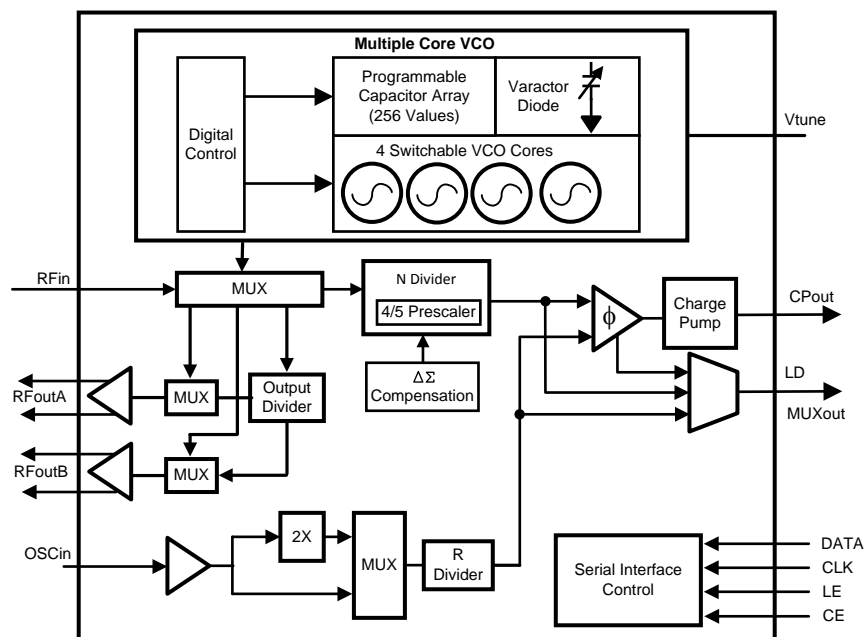 Multiple Core VCO
Digital
Control
Programmable
Capacitor Array
(256 Values)
Varactor
Diode
4 Switchable VCO Cores
Vtune
RFin
MUX
N Divider
4/5 Prescaler
ϕ
Charge
Pump
CPout
ΔΣ
Compensation
LD
MUXout
RFoutA
MUX
Output
Divider
RFoutB
MUX
OSCin
2X
MUX
R
Divider
Serial Interface
Control
DATA
CLK
LE
CE